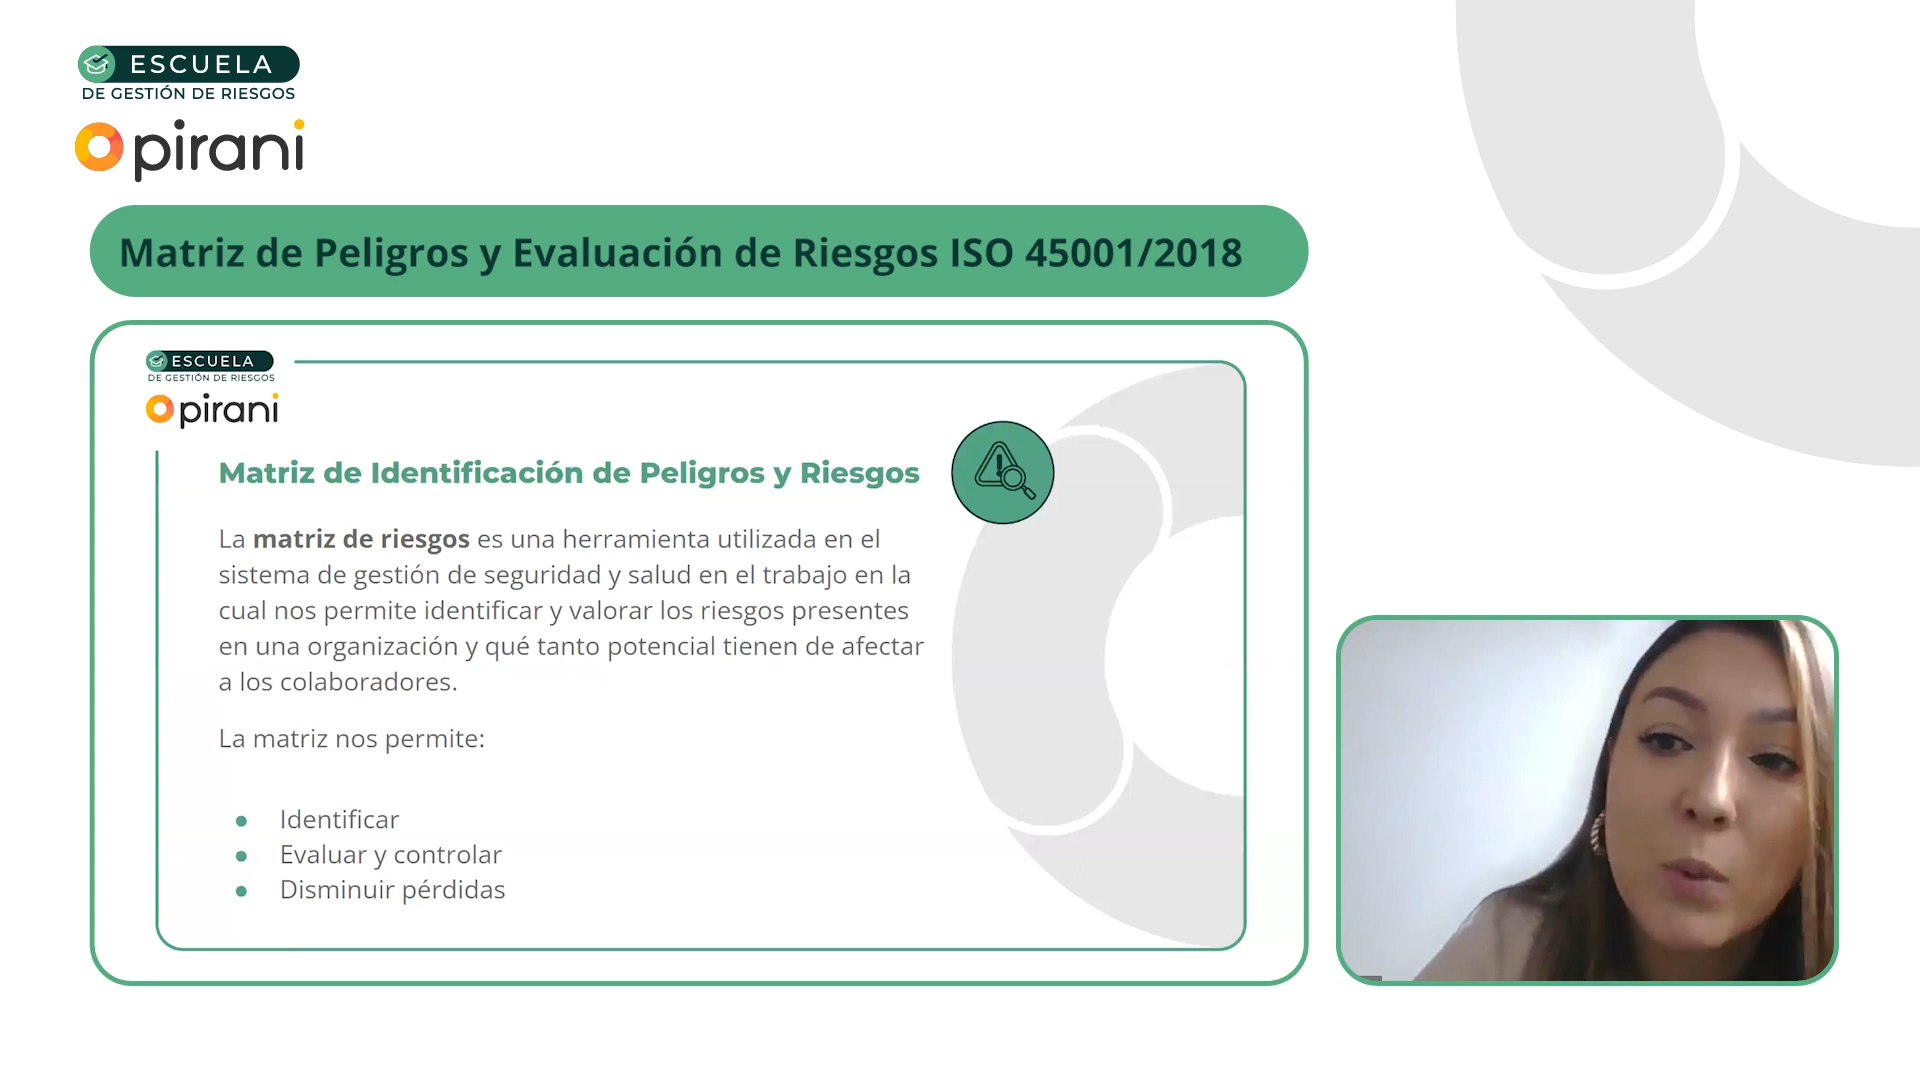 ESCUELA
DE GESTIÓN DE RIESGOS
pirani
Matriz de Peligros y Evaluación de Riesgos ISO 45001/2018
ESCUELA
DE GESTIÓN DE RIESGOS
pirani
Matriz de Identificación de Peligros y Riesgos
La matriz de riesgos es una herramienta utilizada en el
sistema de gestión de seguridad y salud en el trabajo en la
cual nos permite identificar y valorar los riesgos presentes
en una organización y qué tanto potencial tienen de afectar
a los colaboradores.
La matriz nos permite:
● Identificar
● Evaluar y controlar
● Disminuir pérdidas